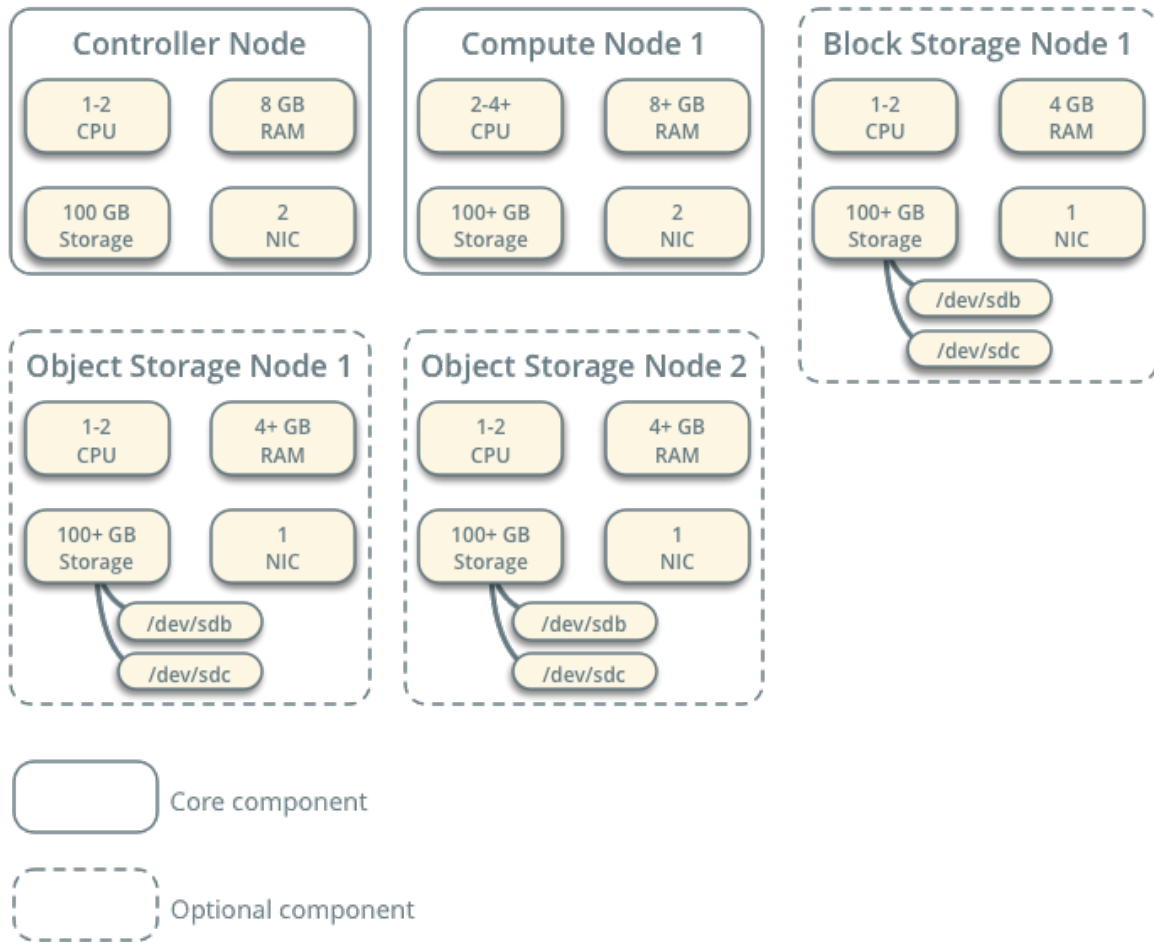 Controller Node
1-2
CPU
8 GB
RAM
100 GB
Storage
2
NIC
Compute Node 1
2-4+
CPU
8+ GB
RAM
100+ GB
Storage
2
NIC
Block Storage Node 1
1-2
CPU
4 GB
RAM
100+ GB
Storage
1
NIC
/dev/sdb
/dev/sdc
Object Storage Node 1
1-2
CPU
4+ GB
RAM
100+ GB
Storage
1
NIC
/dev/sdb
/dev/sdc
Object Storage Node 2
1-2
CPU
4+ GB
RAM
100+ GB
Storage
1
NIC
/dev/sdb
/dev/sdc
Core component
Optional component